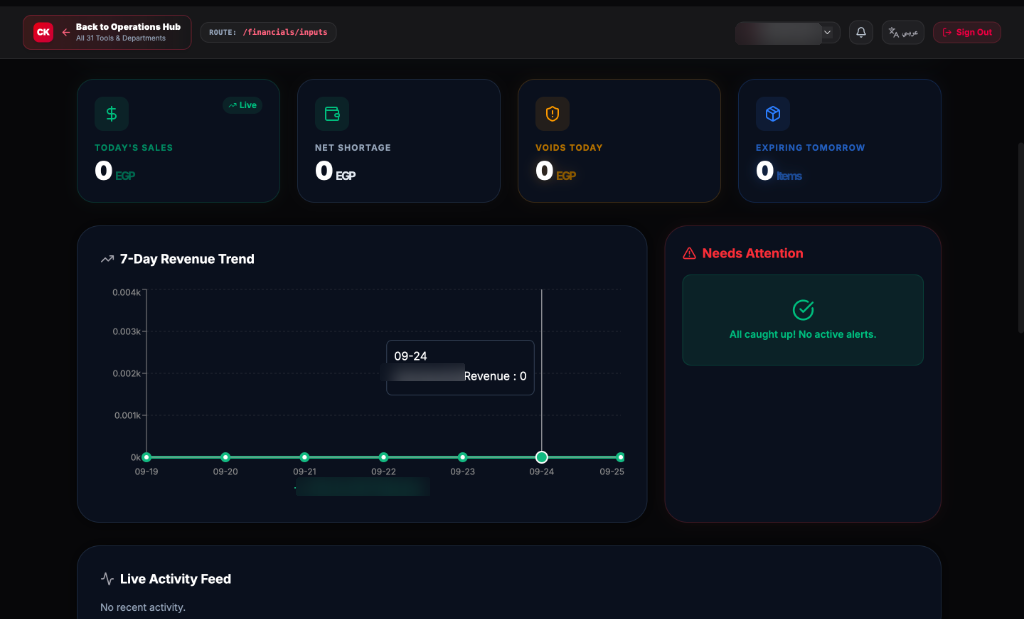 CK
Back to Operations Hub
All 31 Tools & Departments
ROUTE: /financials/inputs
عربي
Sign Out
Live
TODAY'S SALES
0 EGP
NET SHORTAGE
0 EGP
VOIDS TODAY
0 EGP
EXPIRING TOMORROW
0 Items
7-Day Revenue Trend
0.004k
0.003k
0.002k
0.001k
0k
09-24
Revenue : 0
09-19
09-20
09-21
09-22
09-23
09-24
09-25
Needs Attention
All caught up! No active alerts.
Live Activity Feed
No recent activity.